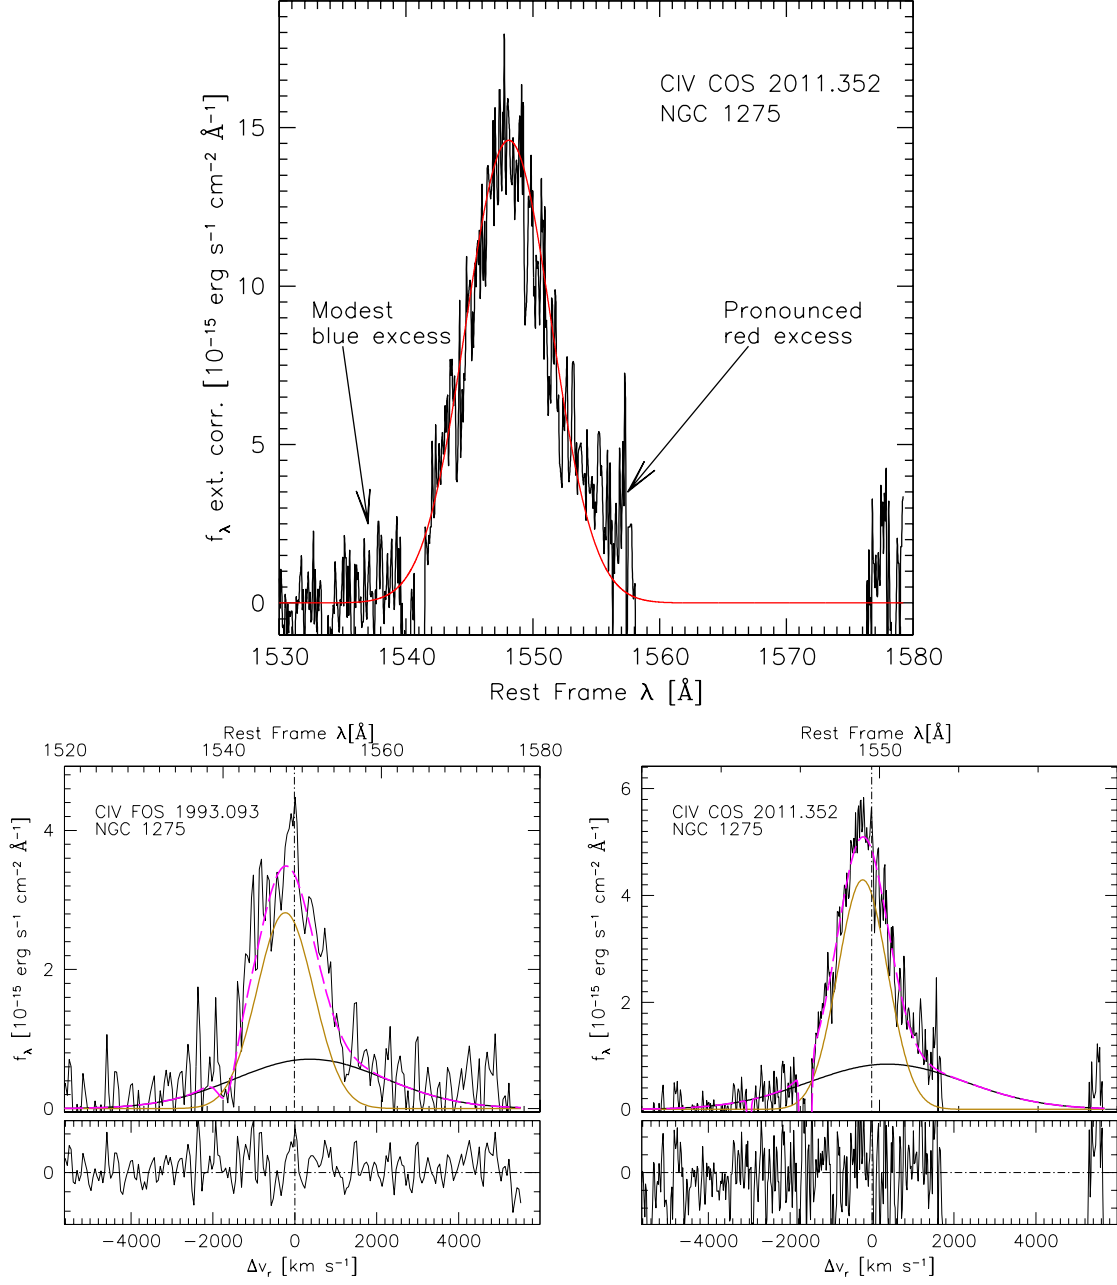 CIV COS 2011.352
NGC 1275
15
10
5
0
f_λ ext. corr. [10⁻¹⁵ erg s⁻¹ cm⁻² Å⁻¹]
Modest
blue excess
Pronounced
red excess
1530 1540 1550 1560 1570 1580
Rest Frame λ [Å]
Rest Frame λ[Å]
1520 1540 1560 1580
CIV FOS 1993.093
NGC 1275
4
2
0
f_λ [10⁻¹⁵ erg s⁻¹ cm⁻² Å⁻¹]
0
−4000 −2000 0 2000 4000
Δv_r [km s⁻¹]
Rest Frame λ[Å]
1550
CIV COS 2011.352
NGC 1275
6
4
2
0
f_λ [10⁻¹⁵ erg s⁻¹ cm⁻² Å⁻¹]
0
−4000 −2000 0 2000 4000
Δv_r [km s⁻¹]